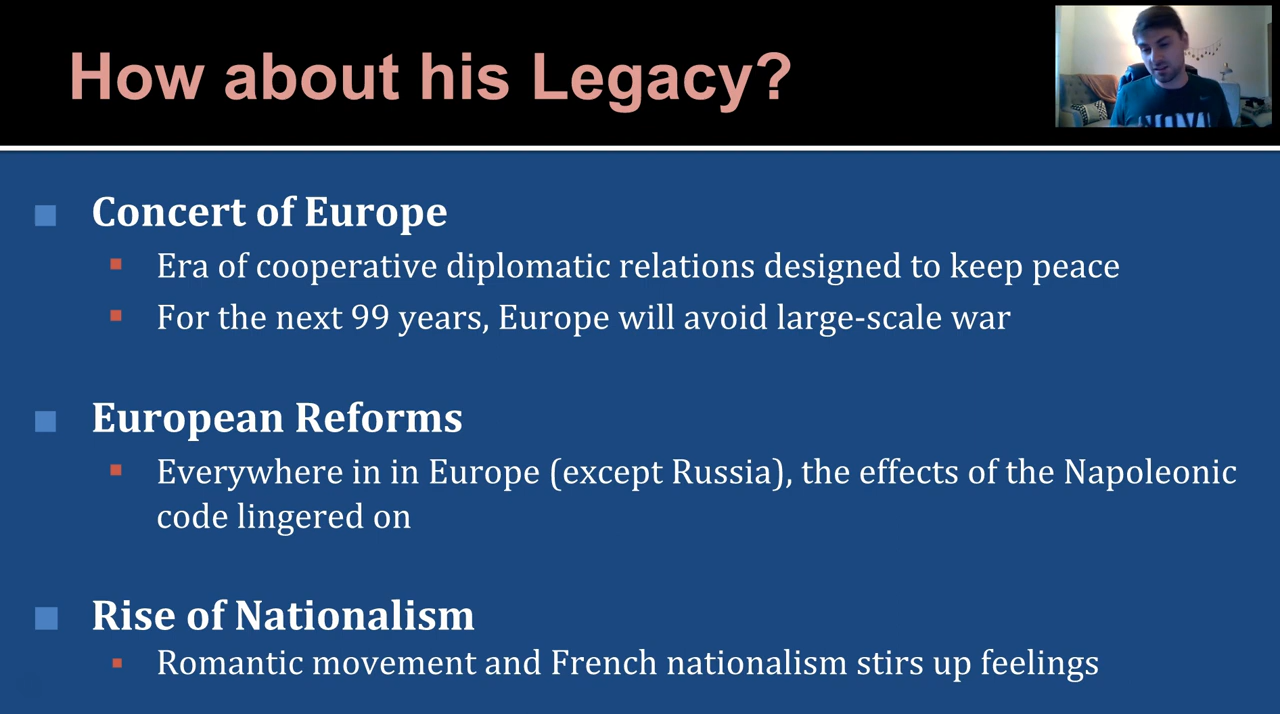 How about his Legacy?
Concert of Europe
Era of cooperative diplomatic relations designed to keep peace
For the next 99 years, Europe will avoid large-scale war
European Reforms
Everywhere in in Europe (except Russia), the effects of the Napoleonic
code lingered on
Rise of Nationalism
Romantic movement and French nationalism stirs up feelings